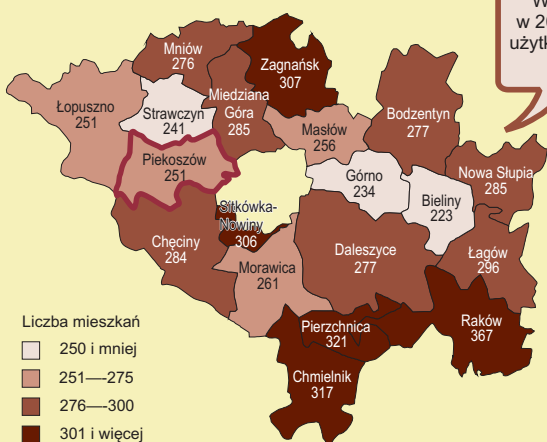 W
w 20
użytk
Mniów
276
Zagnańsk
307
Łopuszno
251
Strawczyn
241
Miedziana
Góra
285
Masłów
256
Bodzentyn
277
Piekoszów
251
Górno
234
Nowa Słupia
285
Bieliny
223
Sitkówka-
Nowiny
306
Chęciny
284
Daleszyce
277
Łagów
296
Morawica
261
Pierzchnica
321
Raków
367
Chmielnik
317
Liczba mieszkań
250 i mniej
251—-275
276—-300
301 i więcej